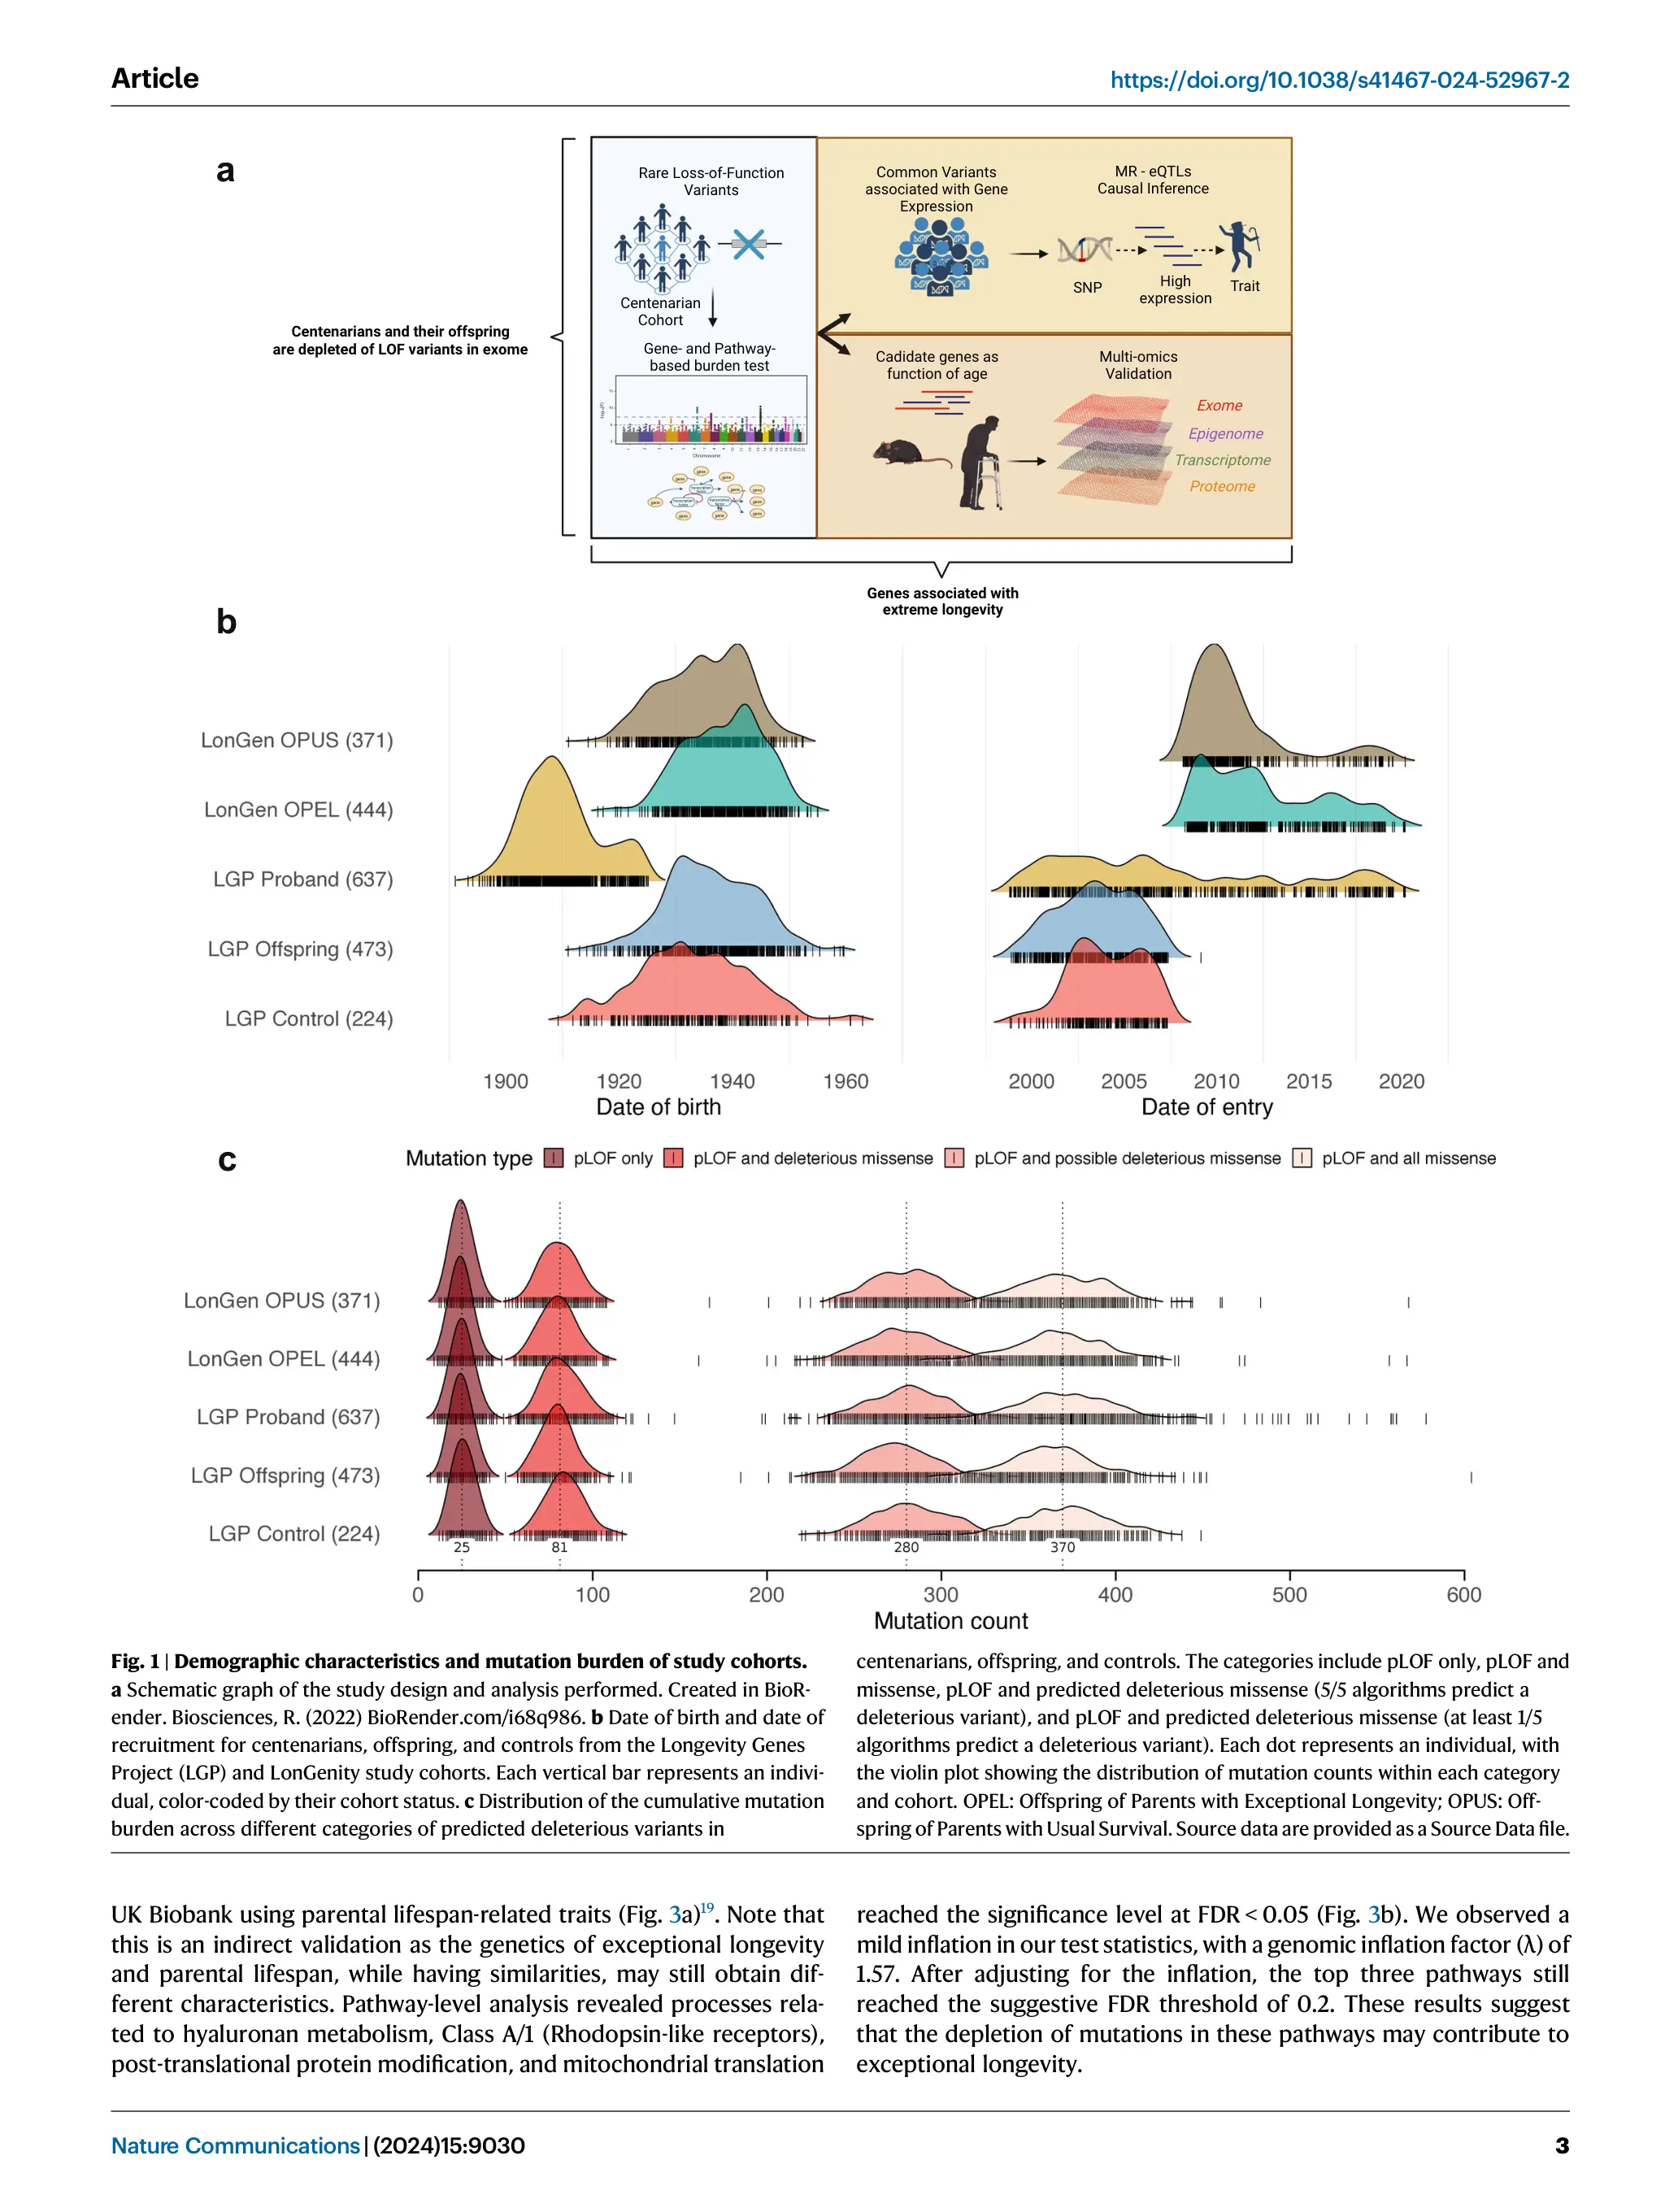 Article
https://doi.org/10.1038/s41467-024-52967-2
a
Centenarians and their offspring
are depleted of LOF variants in exome
Rare Loss-of-Function
Variants
Centenarian
Cohort
Gene- and Pathway-
based burden test
Chromosome
Common Variants
associated with Gene
Expression
MR - eQTLs
Causal Inference
SNP
High
expression
Trait
Cadidate genes as
function of age
Multi-omics
Validation
Exome
Epigenome
Transcriptome
Proteome
Genes associated with
extreme longevity
b
LonGen OPUS (371)
LonGen OPEL (444)
LGP Proband (637)
LGP Offspring (473)
LGP Control (224)
1900 1920 1940 1960
Date of birth
2000 2005 2010 2015 2020
Date of entry
c
Mutation type pLOF only pLOF and deleterious missense pLOF and possible deleterious missense pLOF and all missense
LonGen OPUS (371)
LonGen OPEL (444)
LGP Proband (637)
LGP Offspring (473)
LGP Control (224)
25 81 280 370
0 100 200 300 400 500 600
Mutation count
Fig. 1 | Demographic characteristics and mutation burden of study cohorts.
a Schematic graph of the study design and analysis performed. Created in BioR-
ender. Biosciences, R. (2022) BioRender.com/i68q986. b Date of birth and date of
recruitment for centenarians, offspring, and controls from the Longevity Genes
Project (LGP) and LonGenity study cohorts. Each vertical bar represents an indivi-
dual, color-coded by their cohort status. c Distribution of the cumulative mutation
burden across different categories of predicted deleterious variants in
centenarians, offspring, and controls. The categories include pLOF only, pLOF and
missense, pLOF and predicted deleterious missense (5/5 algorithms predict a
deleterious variant), and pLOF and predicted deleterious missense (at least 1/5
algorithms predict a deleterious variant). Each dot represents an individual, with
the violin plot showing the distribution of mutation counts within each category
and cohort. OPEL: Offspring of Parents with Exceptional Longevity; OPUS: Off-
spring of Parents with Usual Survival. Source data are provided as a Source Data file.
UK Biobank using parental lifespan-related traits (Fig. 3a)19. Note that
this is an indirect validation as the genetics of exceptional longevity
and parental lifespan, while having similarities, may still obtain dif-
ferent characteristics. Pathway-level analysis revealed processes rela-
ted to hyaluronan metabolism, Class A/1 (Rhodopsin-like receptors),
post-translational protein modification, and mitochondrial translation
reached the significance level at FDR < 0.05 (Fig. 3b). We observed a
mild inflation in our test statistics, with a genomic inflation factor (λ) of
1.57. After adjusting for the inflation, the top three pathways still
reached the suggestive FDR threshold of 0.2. These results suggest
that the depletion of mutations in these pathways may contribute to
exceptional longevity.
Nature Communications | (2024)15:9030
3